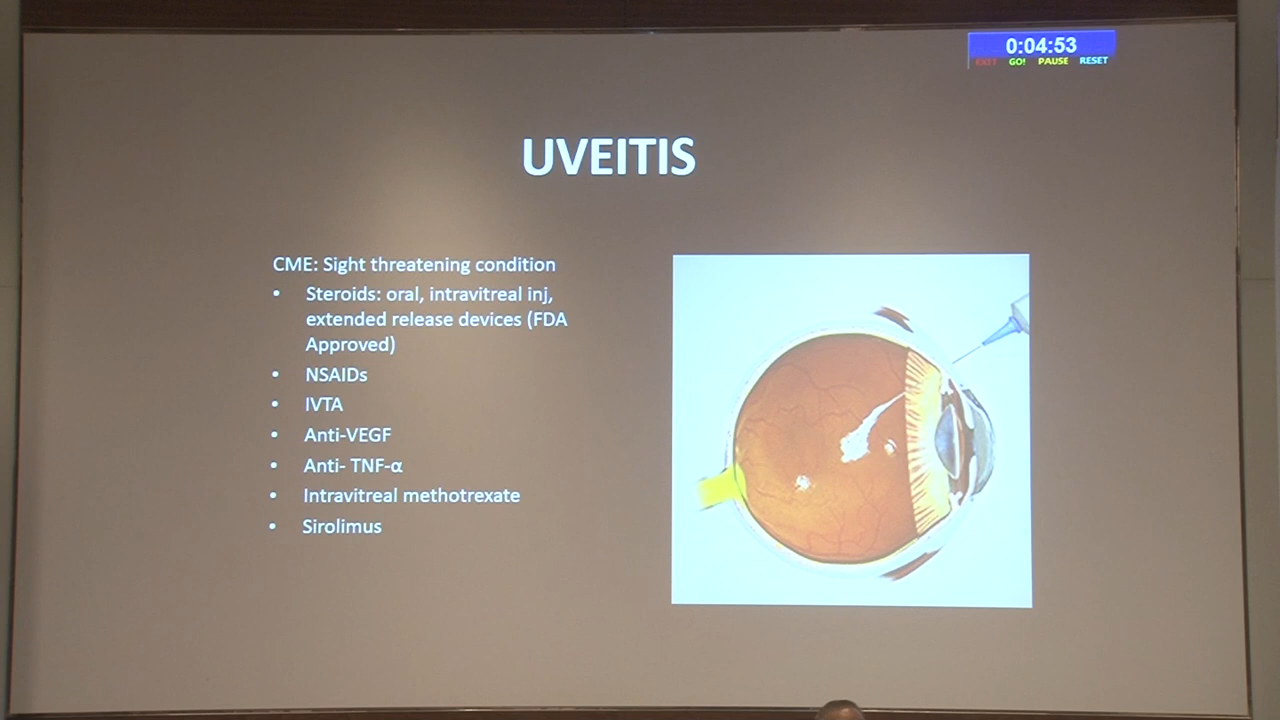 0:04:53
EXIT GO! PAUSE RESET
UVEITIS
CME: Sight threatening condition
• Steroids: oral, intravitreal inj,
extended release devices (FDA
Approved)
• NSAIDs
• IVTA
• Anti-VEGF
• Anti- TNF-α
• Intravitreal methotrexate
• Sirolimus